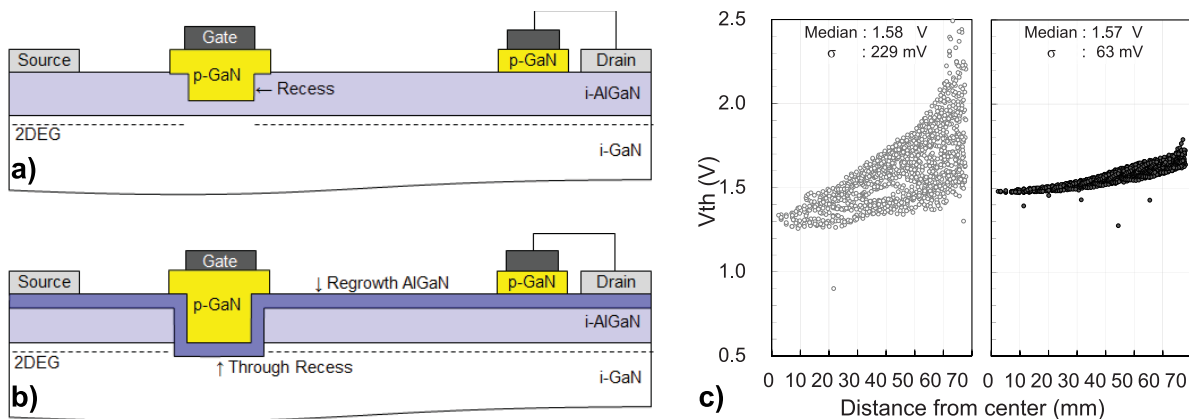 Gate
Source
p-GaN
p-GaN
Drain
← Recess
i-AlGaN
2DEG
i-GaN
a)
Gate
Source
p-GaN
↓ Regrowth AlGaN
p-GaN
Drain
i-AlGaN
2DEG
↑ Through Recess
i-GaN
b)
Median : 1.58 V
σ : 229 mV
Median : 1.57 V
σ : 63 mV
2.5
2.0
1.5
1.0
0.5
Vth (V)
0 10 20 30 40 50 60 70
0 10 20 30 40 50 60 70
Distance from center (mm)
c)